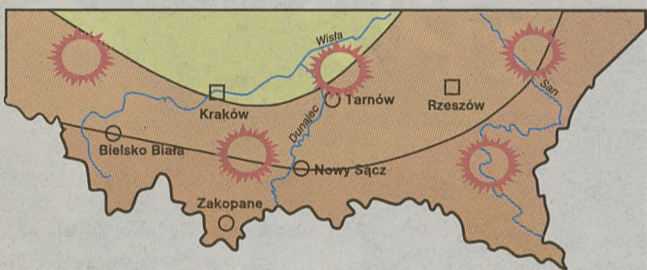 Wisła
San
Kraków
Tarnów
Rzeszów
Dunajec
Bielsko Biała
Nowy Sącz
Zakopane